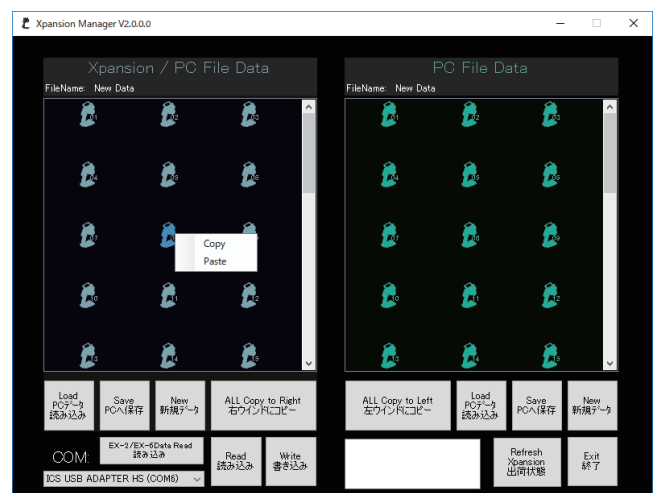 Xpansion Manager V2.0.0.0
Xpansion / PC File Data
FileName: New Data
01 02 03
04 05 06
07
Copy
Paste
10 11 12
13 14 15
PC File Data
FileName: New Data
01 02 03
04 05 06
07 08 09
10 11 12
13 14 15
Load
PCデータ
読み込み
Save
PCへ保存
New
新規データ
ALL Copy to Right
右ウインドにコピー
ALL Copy to Left
左ウインドにコピー
Load
PCデータ
読み込み
Save
PCへ保存
New
新規データ
COM:
EX-2/EX-6Data Read
読み込み
ICS USB ADAPTER HS (COM6)
Read
読み込み
Write
書き込み
Refresh
Xpansion
出荷状態
Exit
終了